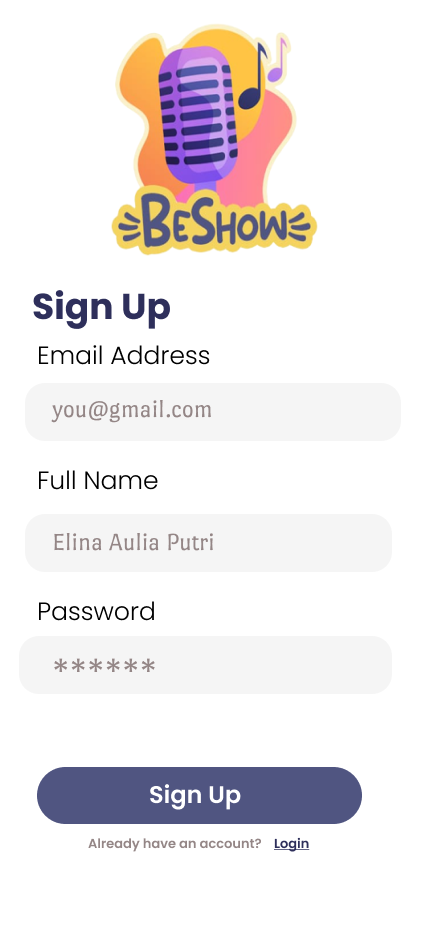 BESHOW
Sign Up
Email Address
you@gmail.com
Full Name
Elina Aulia Putri
Password
******
Sign Up
Already have an account? Login